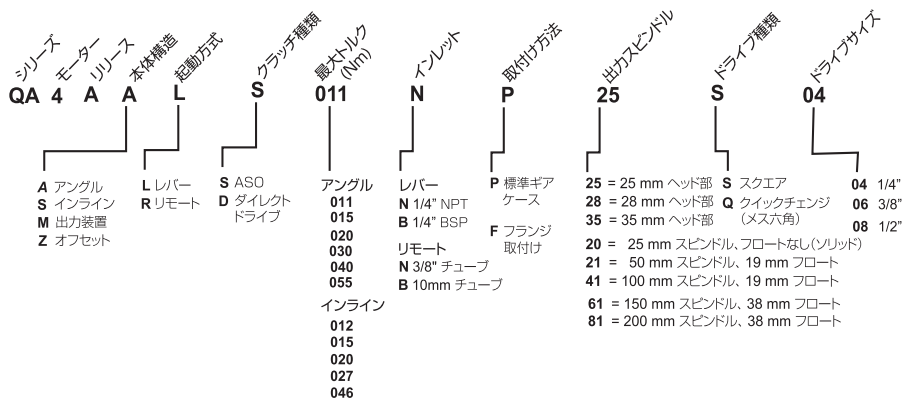 シリーズ
モーター
リリース
本体構造
起動方式
クラッチ種類
最大トルク
(Nm)
インレット
取付け方法
出力スピンドル
ドライブ種類
ドライブサイズ
QA 4 A A L S 011 N P 25 S 04
A アングル
S インライン
M 出力装置
Z オフセット
L レバー
R リモート
S ASO
D ダイレクト
ドライブ
アングル
011
015
020
030
040
055
インライン
012
015
020
027
046
レバー
N 1/4” NPT
B 1/4” BSP
リモート
N 3/8” チューブ
B 10mm チューブ
P 標準ギア
ケース
F フランジ
取付け
25 = 25 mm ヘッド部
28 = 28 mm ヘッド部
35 = 35 mm ヘッド部
20 = 25 mm スピンドル、フロートなし(ソリッド)
21 = 50 mm スピンドル、19 mm フロート
41 = 100 mm スピンドル、19 mm フロート
61 = 150 mm スピンドル、38 mm フロート
81 = 200 mm スピンドル、38 mm フロート
S スクエア
Q クイックチェンジ
(メス六角)
04 1/4”
06 3/8”
08 1/2”